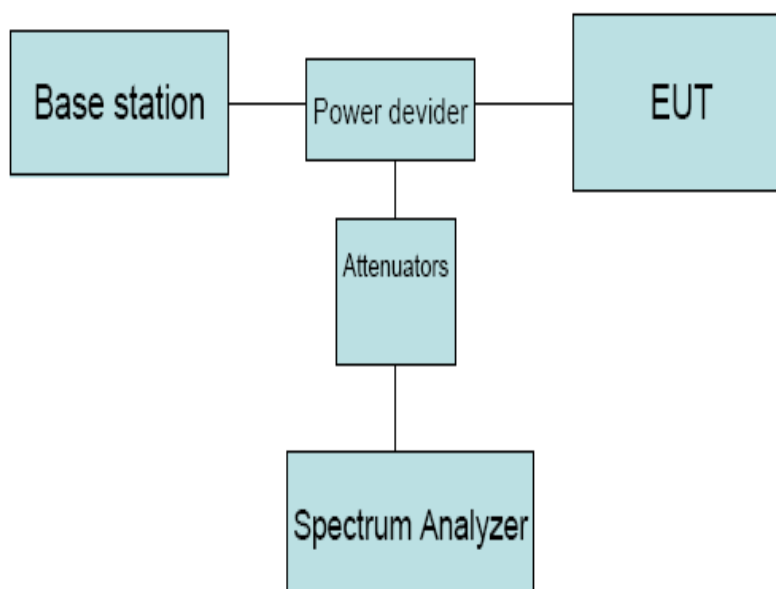 Base station
Power devider
EUT
Attenuators
Spectrum Analyzer